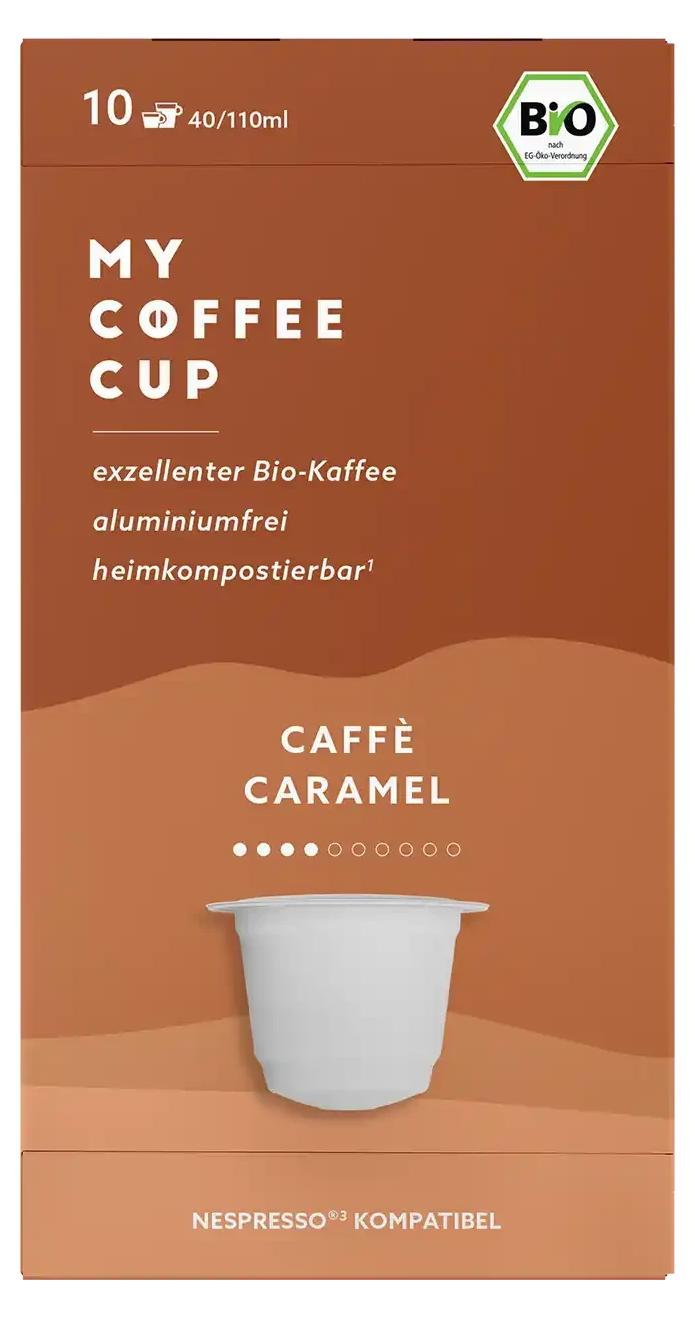 10 40/110ml
BiO
nach
EG-Öko-Verordnung
MY
COFFEE
CUP
exzellenter Bio-Kaffee
aluminiumfrei
heimkompostierbar¹
CAFFÈ
CARAMEL
NESPRESSO®³ KOMPATIBEL